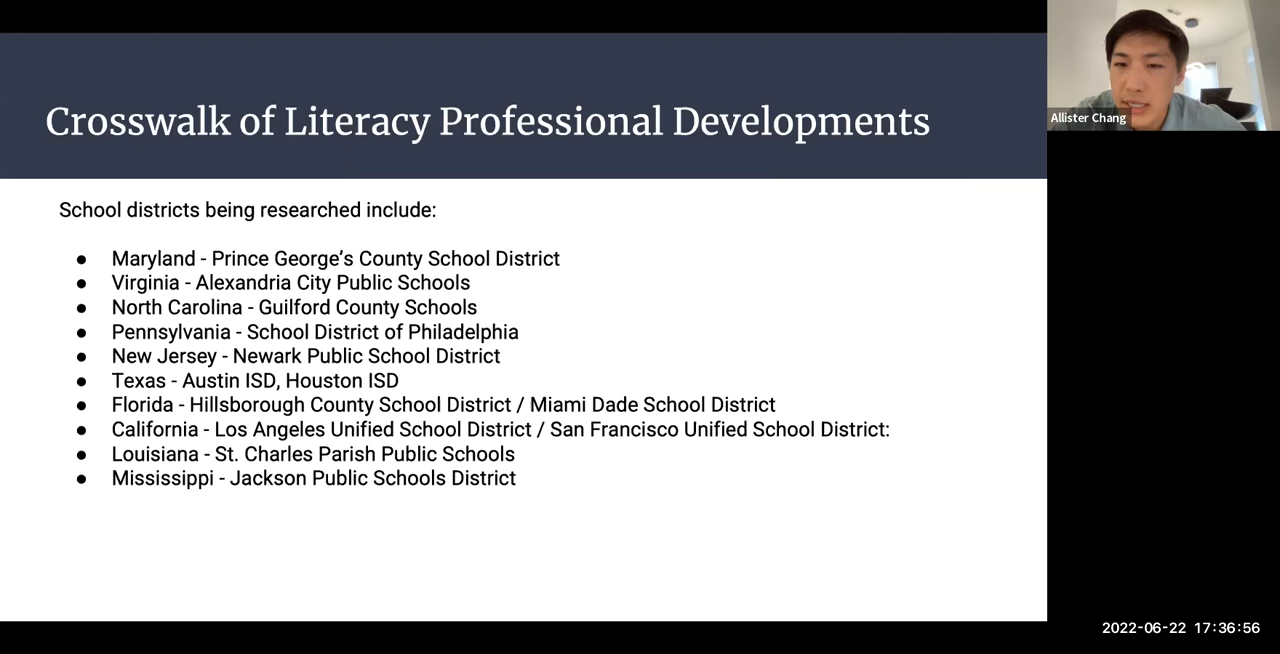 Crosswalk of Literacy Professional Developments
Allister Chang
School districts being researched include:
● Maryland - Prince George’s County School District
● Virginia - Alexandria City Public Schools
● North Carolina - Guilford County Schools
● Pennsylvania - School District of Philadelphia
● New Jersey - Newark Public School District
● Texas - Austin ISD, Houston ISD
● Florida - Hillsborough County School District / Miami Dade School District
● California - Los Angeles Unified School District / San Francisco Unified School District:
● Louisiana - St. Charles Parish Public Schools
● Mississippi - Jackson Public Schools District
2022-06-22 17:36:56